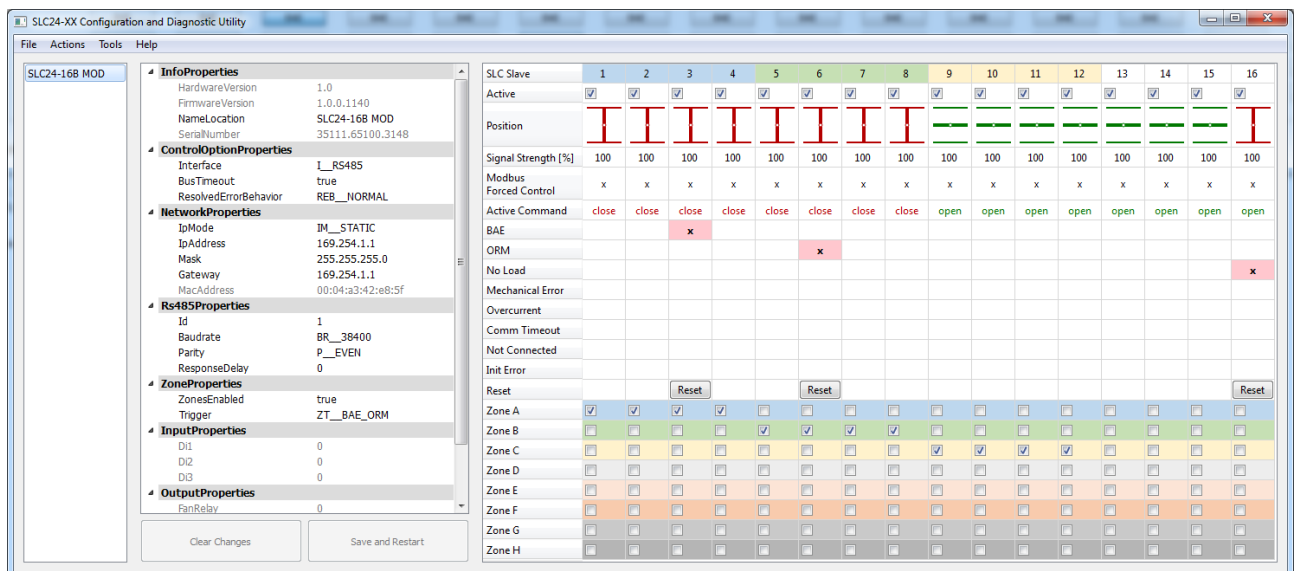 SLC24-XX Configuration and Diagnostic Utility
File Actions Tools Help
SLC24-16B MOD
InfoProperties
HardwareVersion 1.0
FirmwareVersion 1.0.0.1140
NameLocation SLC24-16B MOD
SerialNumber 35111.65100.3148
ControlOptionProperties
Interface I__RS485
BusTimeout true
ResolvedErrorBehavior REB__NORMAL
NetworkProperties
IpMode IM__STATIC
IpAddress 169.254.1.1
Mask 255.255.255.0
Gateway 169.254.1.1
MacAddress 00:04:a3:42:e8:5f
Rs485Properties
Id 1
Baudrate BR__38400
Parity P__EVEN
ResponseDelay 0
ZoneProperties
ZonesEnabled true
Trigger ZT__BAE_ORM
InputProperties
Di1 0
Di2 0
Di3 0
OutputProperties
FanRelay 0
Clear Changes Save and Restart
SLC Slave 1 2 3 4 5 6 7 8 9 10 11 12 13 14 15 16
Active
Position
Signal Strength [%] 100 100 100 100 100 100 100 100 100 100 100 100 100 100 100 100
Modbus
Forced Control x x x x x x x x x x x x x x x x
Active Command close close close close close close close close open open open open open open open open
BAE x
ORM x
No Load x
Mechanical Error
Overcurrent
Comm Timeout
Not Connected
Init Error
Reset Reset Reset Reset
Zone A
Zone B
Zone C
Zone D
Zone E
Zone F
Zone G
Zone H